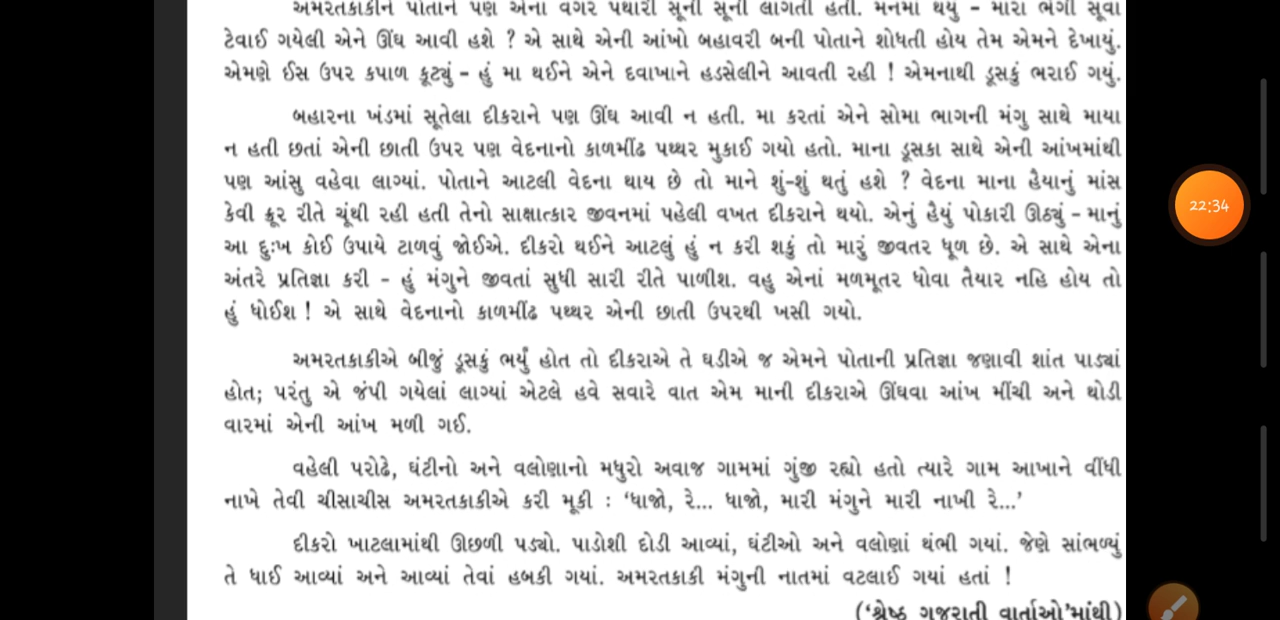 અમરતકાકીને પોતાને પણ એના વગર પથારી સૂની સૂની લાગતી હતી. મનમાં થયું – મારા ભેગી સૂવા
ટેવાઈ ગયેલી એને ઊંઘ આવી હશે ? એ સાથે એની આંખો બહાવરી બની પોતાને શોધતી હોય તેમ એમને દેખાયું.
એમણે ઈસ ઉપર કપાળ કૂટ્યું – હું મા થઈને એને દવાખાને હડસેલીને આવતી રહી ! એમનાથી ડૂસકું ભરાઈ ગયું.
બહારના ખંડમાં સૂતેલા દીકરાને પણ ઊંઘ આવી ન હતી. મા કરતાં એને સોમા ભાગની મંગુ સાથે માયા
ન હતી છતાં એની છાતી ઉપર પણ વેદનાનો કાળમીંઢ પથ્થર મુકાઈ ગયો હતો. માના ડૂસકા સાથે એની આંખમાંથી
પણ આંસુ વહેવા લાગ્યાં. પોતાને આટલી વેદના થાય છે તો માને શું-શું થતું હશે ? વેદના માના હૈયાનું માંસ
કેવી ક્રૂર રીતે ચૂંથી રહી હતી તેનો સાક્ષાત્કાર જીવનમાં પહેલી વખત દીકરાને થયો. એનું હૈયું પોકારી ઊઠ્યું – માનું
આ દુઃખ કોઈ ઉપાયે ટાળવું જોઈએ. દીકરો થઈને આટલું હું ન કરી શકું તો મારું જીવતર ધૂળ છે. એ સાથે એના
અંતરે પ્રતિજ્ઞા કરી – હું મંગુને જીવતાં સુધી સારી રીતે પાળીશ. વહુ એનાં મળમૂતર ધોવા તૈયાર નહિ હોય તો
હું ધોઈશ ! એ સાથે વેદનાનો કાળમીંઢ પથ્થર એની છાતી ઉપરથી ખસી ગયો.
અમરતકાકીએ બીજું ડૂસકું ભર્યું હોત તો દીકરાએ તે ઘડીએ જ એમને પોતાની પ્રતિજ્ઞા જણાવી શાંત પાડ્યાં
હોત; પરંતુ એ જંપી ગયેલાં લાગ્યાં એટલે હવે સવારે વાત એમ માની દીકરાએ ઊંઘવા આંખ મીંચી અને થોડી
વારમાં એની આંખ મળી ગઈ.
વહેલી પરોઢે, ઘંટીનો અને વલોણાનો મધુરો અવાજ ગામમાં ગુંજી રહ્યો હતો ત્યારે ગામ આખાને વીંધી
નાખે તેવી ચીસાચીસ અમરતકાકીએ કરી મૂકી : ‘ધાજો, રે... ધાજો, મારી મંગુને મારી નાખી રે...’
દીકરો ખાટલામાંથી ઊછળી પડ્યો. પાડોશી દોડી આવ્યાં, ઘંટીઓ અને વલોણાં થંભી ગયાં. જેણે સાંભળ્યું
તે ધાઈ આવ્યાં અને આવ્યાં તેવાં હબકી ગયાં. અમરતકાકી મંગુની નાતમાં વટલાઈ ગયાં હતાં !
(‘શ્રેષ્ઠ ગુજરાતી વાર્તાઓ’માંથી)
22:34